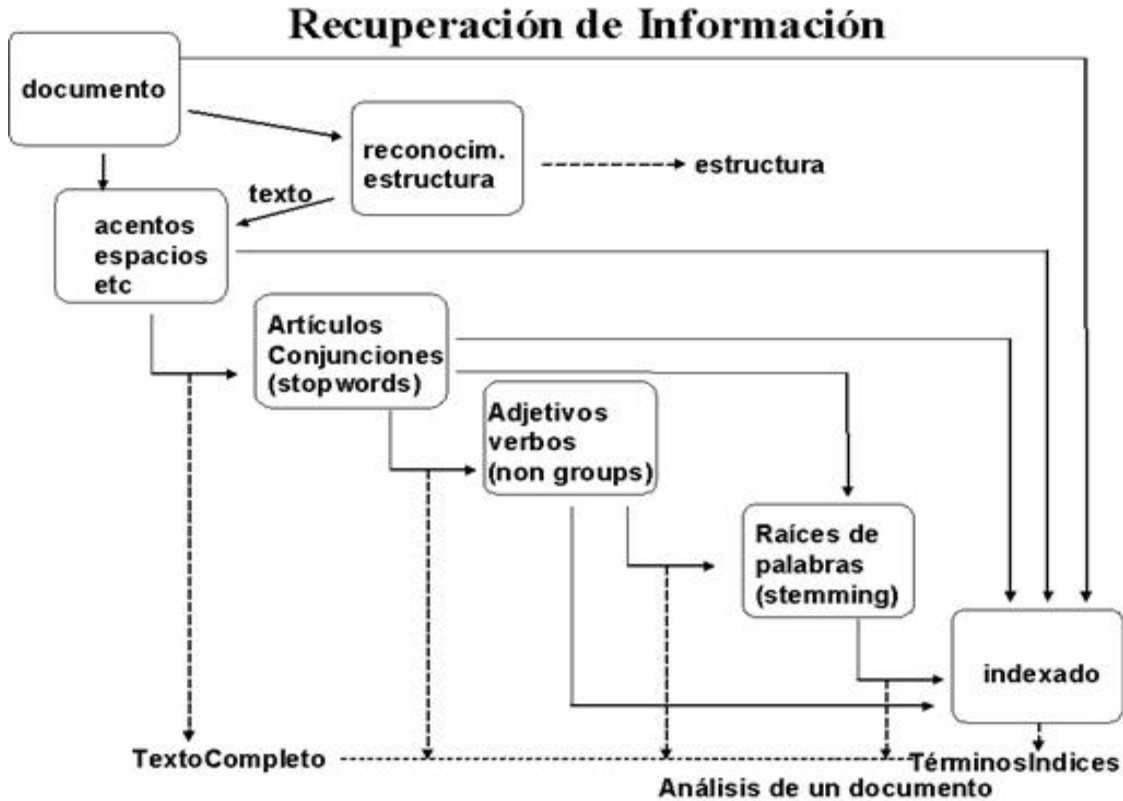 Recuperación de Información
documento
reconocim.
estructura
estructura
texto
acentos
espacios
etc
Artículos
Conjunciones
(stopwords)
Adjetivos
verbos
(non groups)
Raíces de
palabras
(stemming)
indexado
TextoCompleto
TérminosIndices
Análisis de un documento